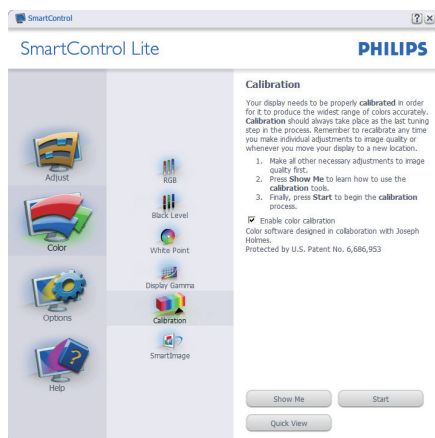 SmartControl
SmartControl Lite
PHILIPS
Adjust
Color
Options
Help
RGB
Black Level
White Point
Display Gamma
Calibration
SmartImage
Calibration
Your display needs to be properly calibrated in order
for it to produce the widest range of colors accurately.
Calibration should always take place as the last tuning
step in the process. Remember to recalibrate any time
you make individual adjustments to image quality or
whenever you move your display to a new location.
1. Make all other necessary adjustments to image
quality first.
2. Press Show Me to learn how to use the
calibration tools.
3. Finally, press Start to begin the calibration
process.
Enable color calibration
Color software designed in collaboration with Joseph
Holmes.
Protected by U.S. Patent No. 6,686,953
Show Me
Start
Quick View